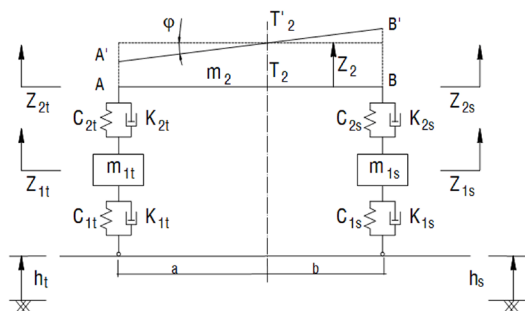 φ T'₂ B'
A'
A m₂ T₂ Z₂ B
Z₂ₜ Z₂ₛ
C₂ₜ K₂ₜ C₂ₛ K₂ₛ
m₁ₜ m₁ₛ
Z₁ₜ Z₁ₛ
C₁ₜ K₁ₜ C₁ₛ K₁ₛ
a b
hₜ hₛ